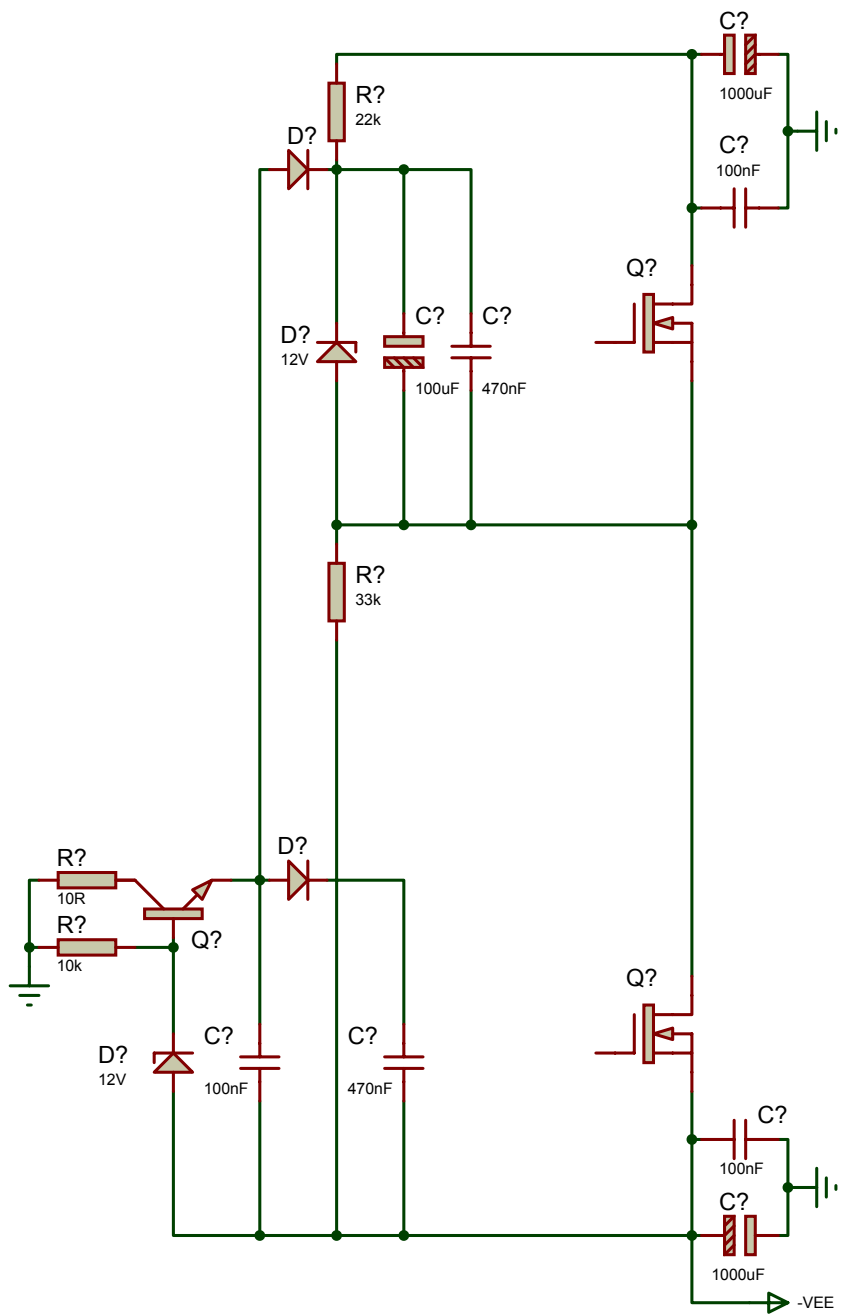 C?
1000uF
R?
22k
D?
C?
100nF
Q?
D?
12V
C?
100uF
C?
470nF
R?
33k
D?
R?
10R
R?
10k
Q?
Q?
D?
12V
C?
100nF
C?
470nF
C?
100nF
C?
1000uF
-VEE